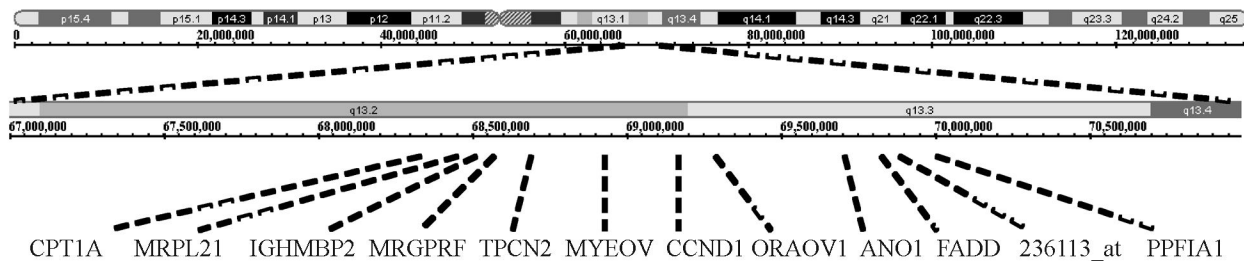 p15.4 p15.1 p14.3 p14.1 p13 p12 p11.2 q13.1 q13.4 q14.1 q14.3 q21 q22.1 q22.3 q23.3 q24.2 q25
0 20,000,000 40,000,000 60,000,000 80,000,000 100,000,000 120,000,000
q13.2 q13.3 q13.4
67,000,000 67,500,000 68,000,000 68,500,000 69,000,000 69,500,000 70,000,000 70,500,000
CPT1A MRPL21 IGHMBP2 MRGPRF TPCN2 MYEOV CCND1 ORAOV1 ANO1 FADD 236113_at PPFIA1